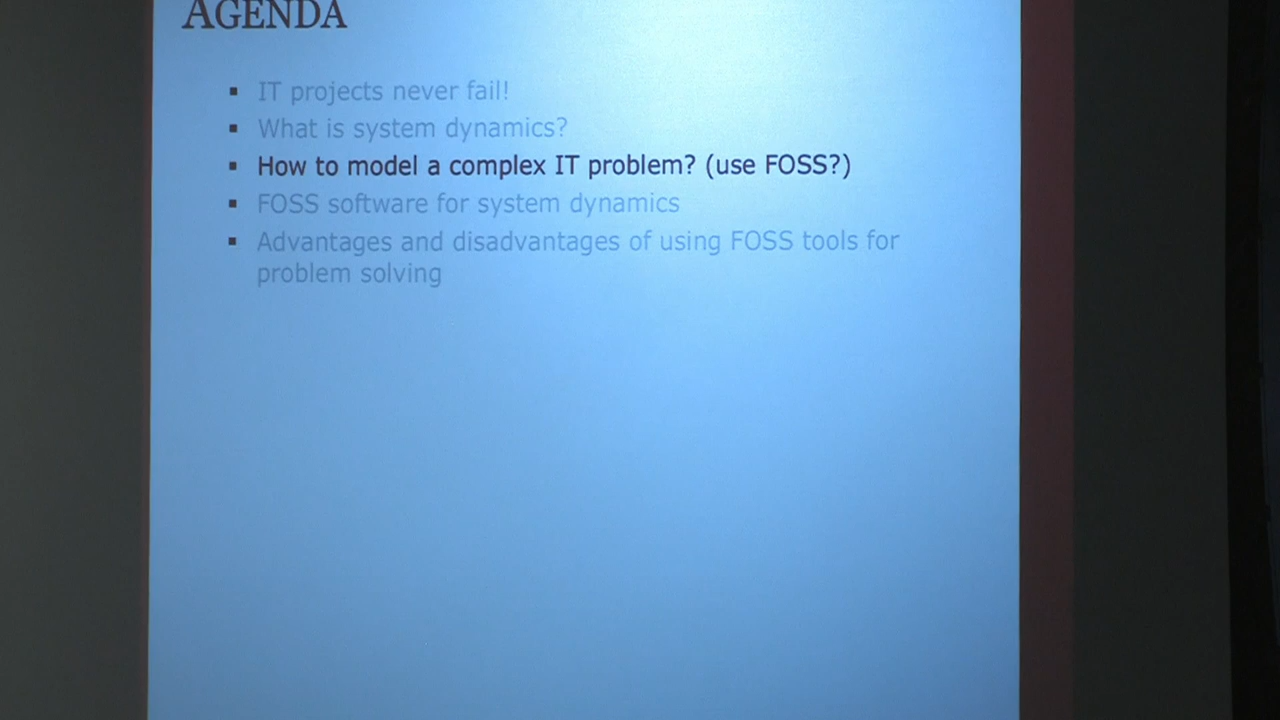 AGENDA
▪ IT projects never fail!
▪ What is system dynamics?
▪ How to model a complex IT problem? (use FOSS?)
▪ FOSS software for system dynamics
▪ Advantages and disadvantages of using FOSS tools for
problem solving